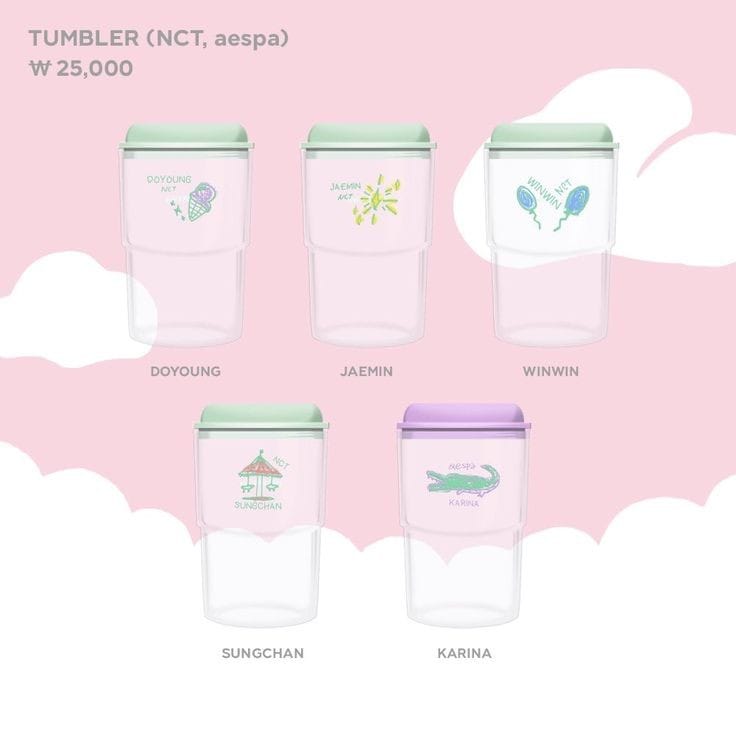 TUMBLER (NCT, aespa)
₩ 25,000
DOYOUNG
NCT
JAEMIN
NCT
WINWIN
NCT
DOYOUNG
JAEMIN
WINWIN
NCT
SUNGCHAN
aespa
KARINA
SUNGCHAN
KARINA